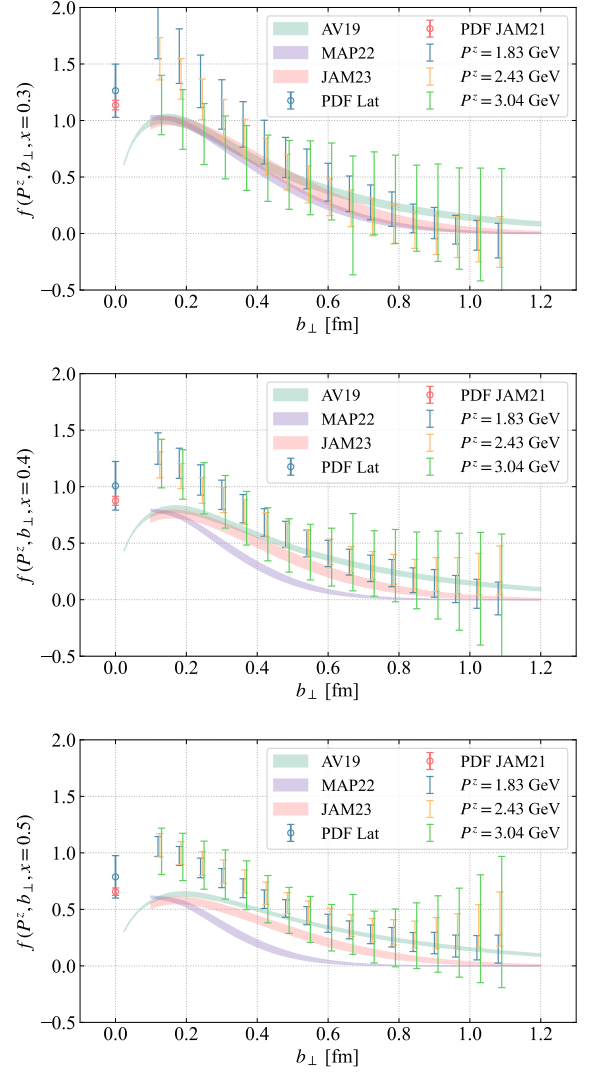 2.0
1.5
1.0
0.5
0.0
−0.5
f (P^z, b_⊥, x = 0.3)
AV19
MAP22
JAM23
PDF Lat
PDF JAM21
P^z = 1.83 GeV
P^z = 2.43 GeV
P^z = 3.04 GeV
0.0 0.2 0.4 0.6 0.8 1.0 1.2
b_⊥ [fm]
2.0
1.5
1.0
0.5
0.0
−0.5
f (P^z, b_⊥, x = 0.4)
AV19
MAP22
JAM23
PDF Lat
PDF JAM21
P^z = 1.83 GeV
P^z = 2.43 GeV
P^z = 3.04 GeV
0.0 0.2 0.4 0.6 0.8 1.0 1.2
b_⊥ [fm]
2.0
1.5
1.0
0.5
0.0
−0.5
f (P^z, b_⊥, x = 0.5)
AV19
MAP22
JAM23
PDF Lat
PDF JAM21
P^z = 1.83 GeV
P^z = 2.43 GeV
P^z = 3.04 GeV
0.0 0.2 0.4 0.6 0.8 1.0 1.2
b_⊥ [fm]